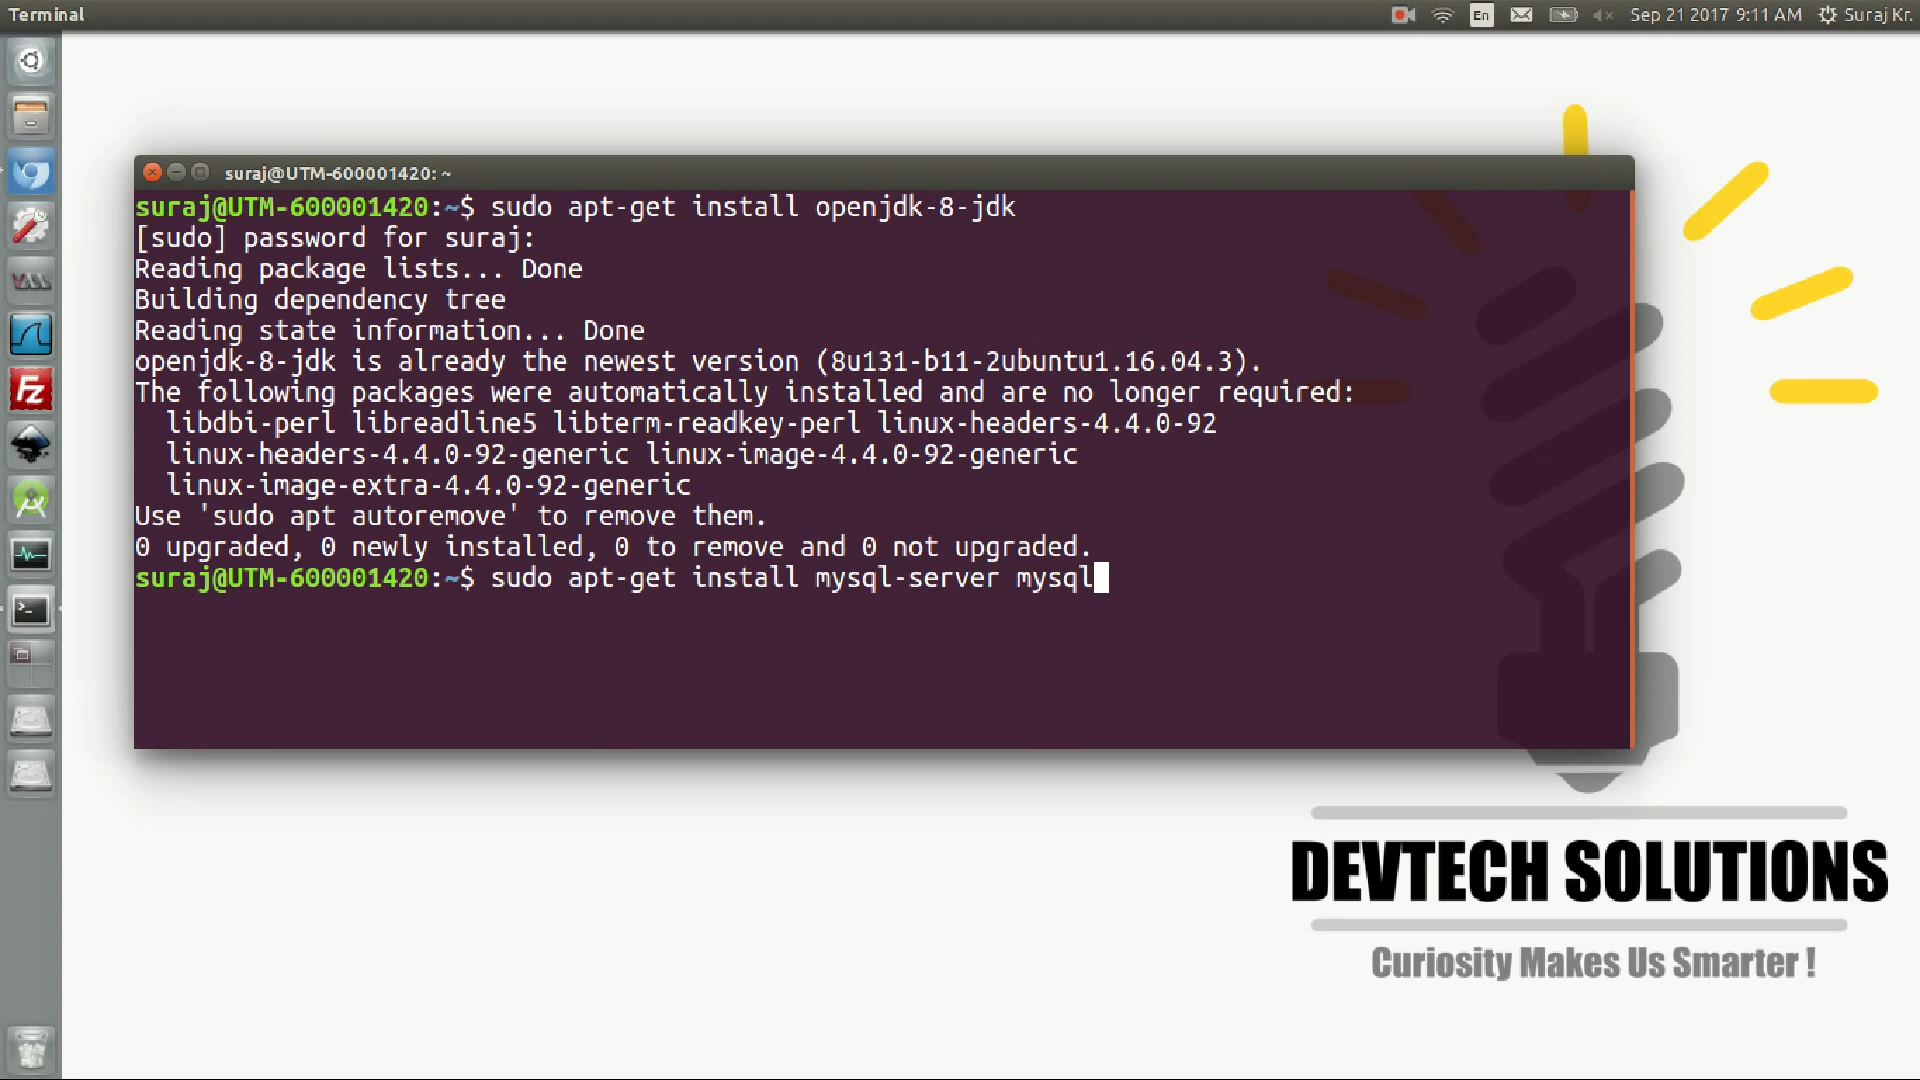 Terminal
En
Sep 21 2017 9:11 AM
Suraj Kr.
suraj@UTM-600001420: ~
suraj@UTM-600001420:~$ sudo apt-get install openjdk-8-jdk
[sudo] password for suraj:
Reading package lists... Done
Building dependency tree
Reading state information... Done
openjdk-8-jdk is already the newest version (8u131-b11-2ubuntu1.16.04.3).
The following packages were automatically installed and are no longer required:
  libdbi-perl libreadline5 libterm-readkey-perl linux-headers-4.4.0-92
  linux-headers-4.4.0-92-generic linux-image-4.4.0-92-generic
  linux-image-extra-4.4.0-92-generic
Use 'sudo apt autoremove' to remove them.
0 upgraded, 0 newly installed, 0 to remove and 0 not upgraded.
suraj@UTM-600001420:~$ sudo apt-get install mysql-server mysql
Fz
DEVTECH SOLUTIONS
Curiosity Makes Us Smarter !